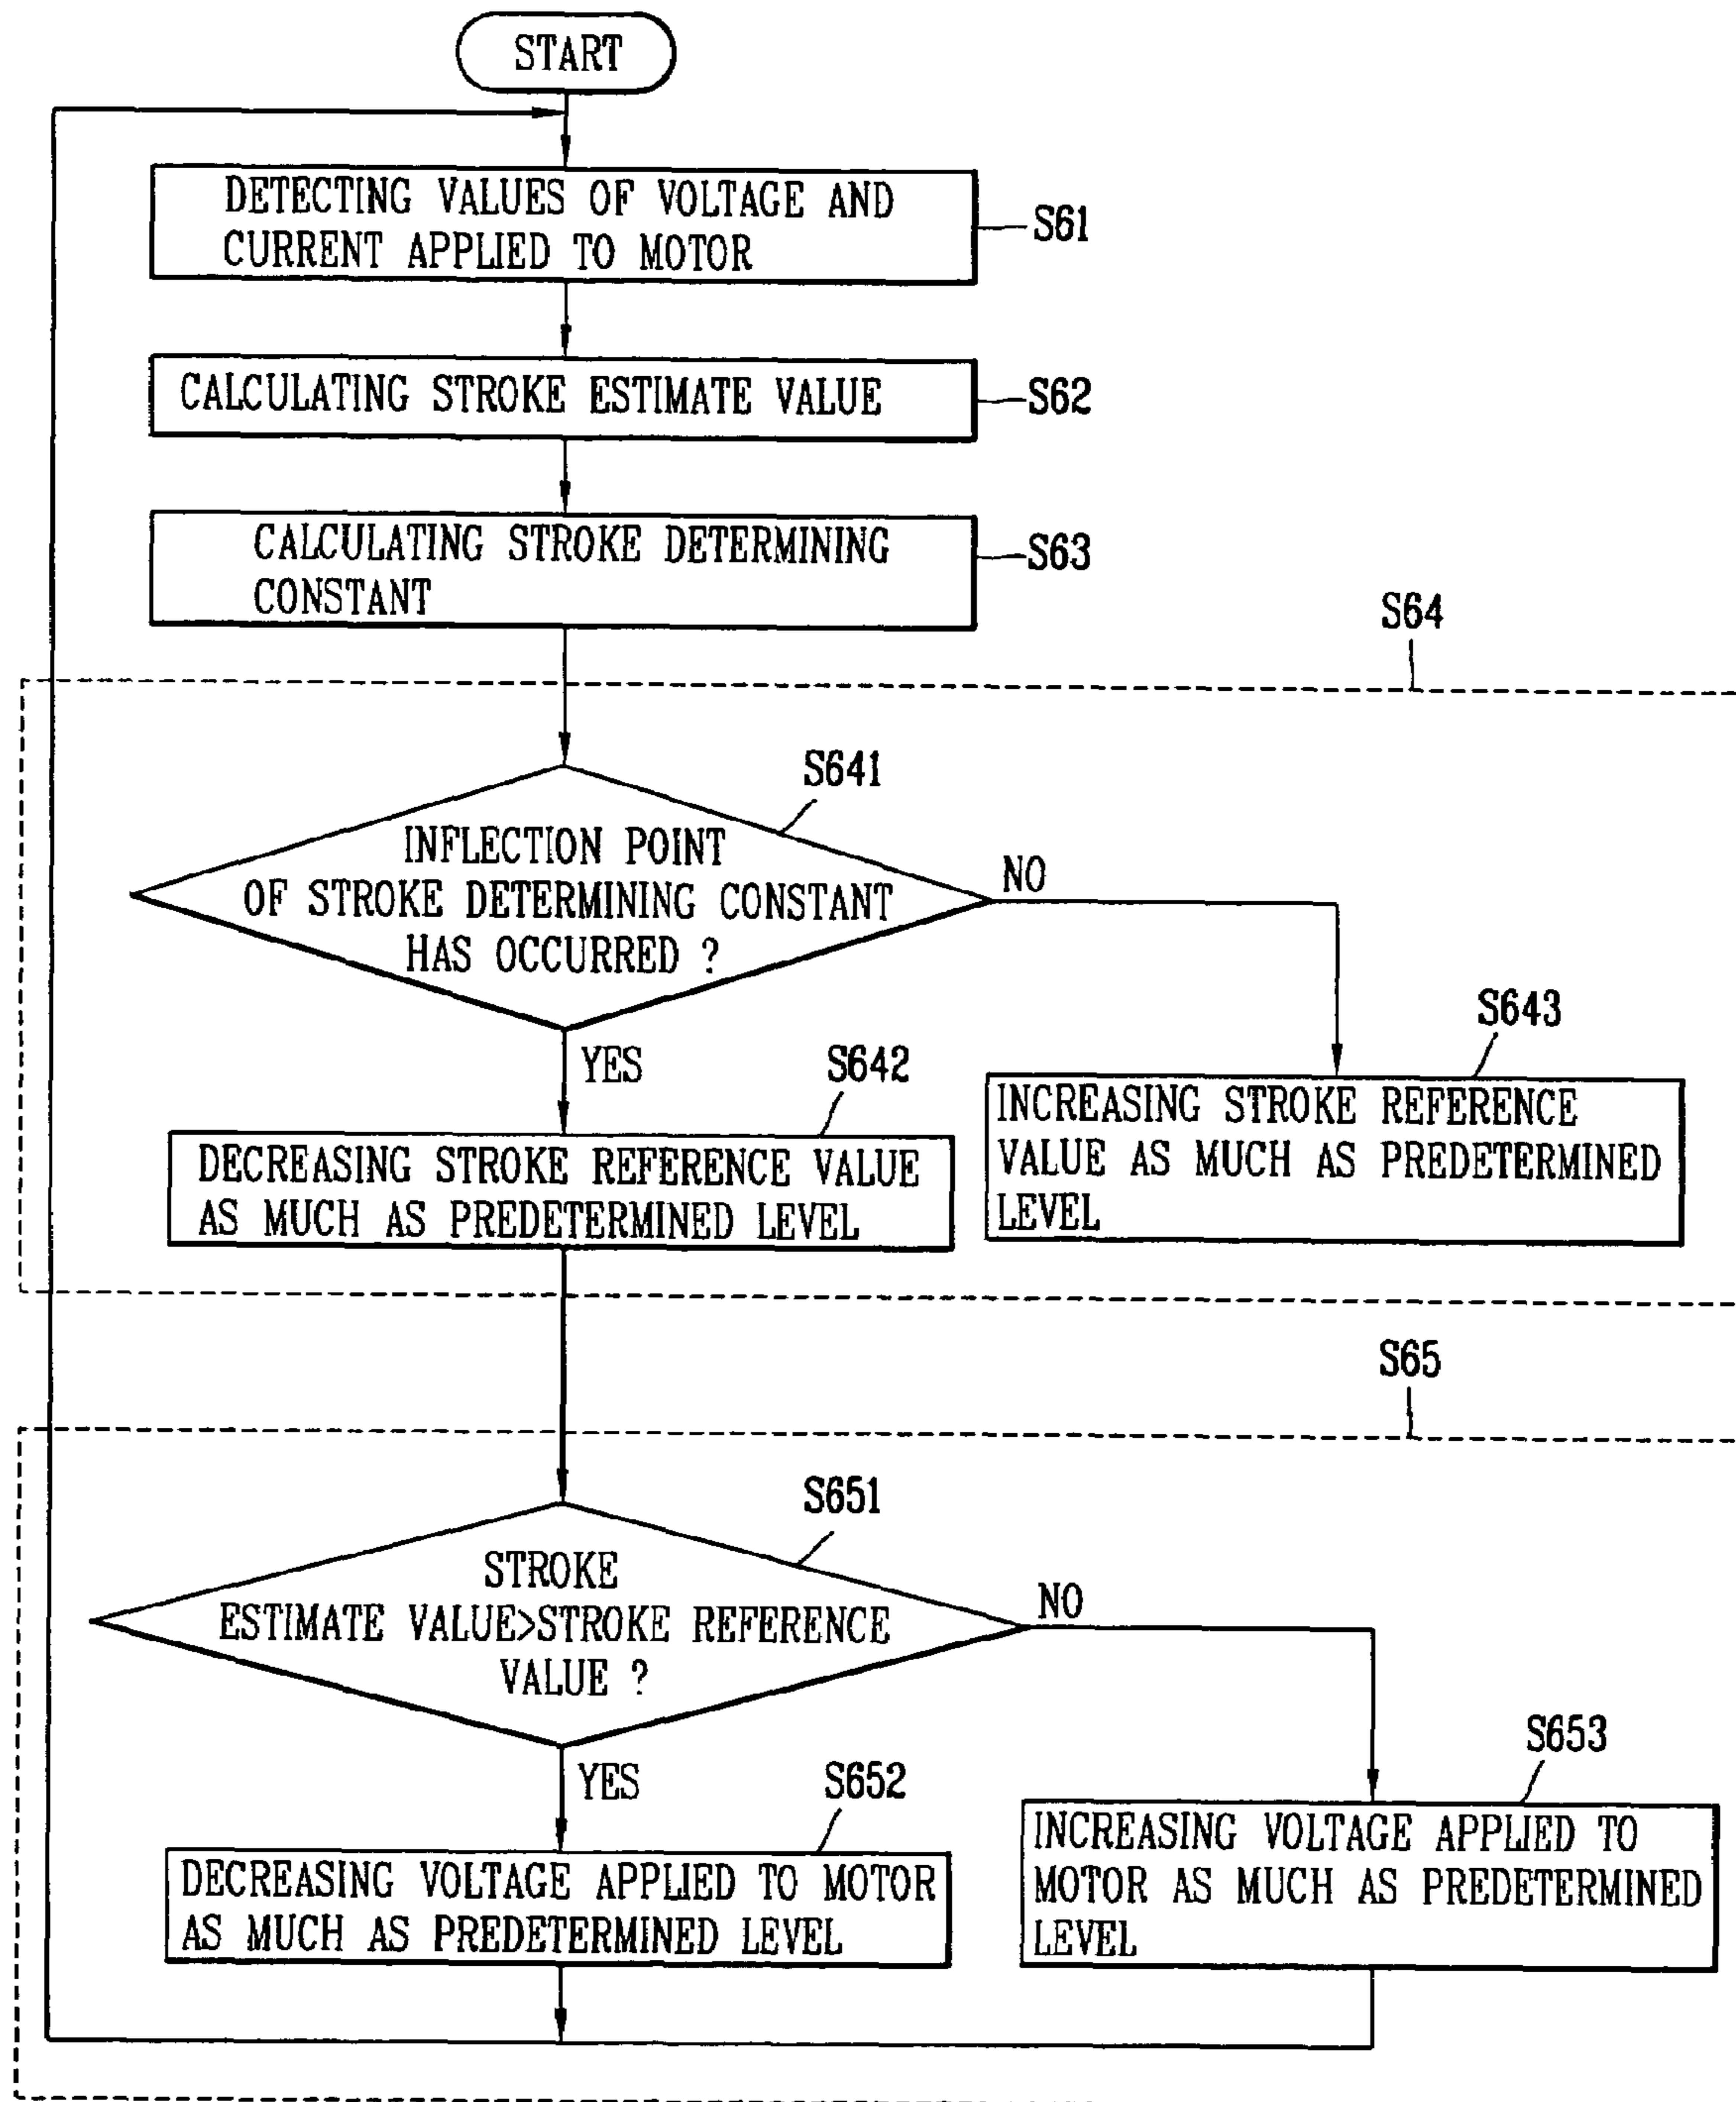 START
DETECTING VALUES OF VOLTAGE AND
CURRENT APPLIED TO MOTOR
S61
CALCULATING STROKE ESTIMATE VALUE
S62
CALCULATING STROKE DETERMINING
CONSTANT
S63
S64
S641
INFLECTION POINT
OF STROKE DETERMINING CONSTANT
HAS OCCURRED ?
NO
YES
S642
DECREASING STROKE REFERENCE VALUE
AS MUCH AS PREDETERMINED LEVEL
S643
INCREASING STROKE REFERENCE
VALUE AS MUCH AS PREDETERMINED
LEVEL
S65
S651
STROKE
ESTIMATE VALUE>STROKE REFERENCE
VALUE ?
NO
YES
S652
DECREASING VOLTAGE APPLIED TO MOTOR
AS MUCH AS PREDETERMINED LEVEL
S653
INCREASING VOLTAGE APPLIED TO
MOTOR AS MUCH AS PREDETERMINED
LEVEL